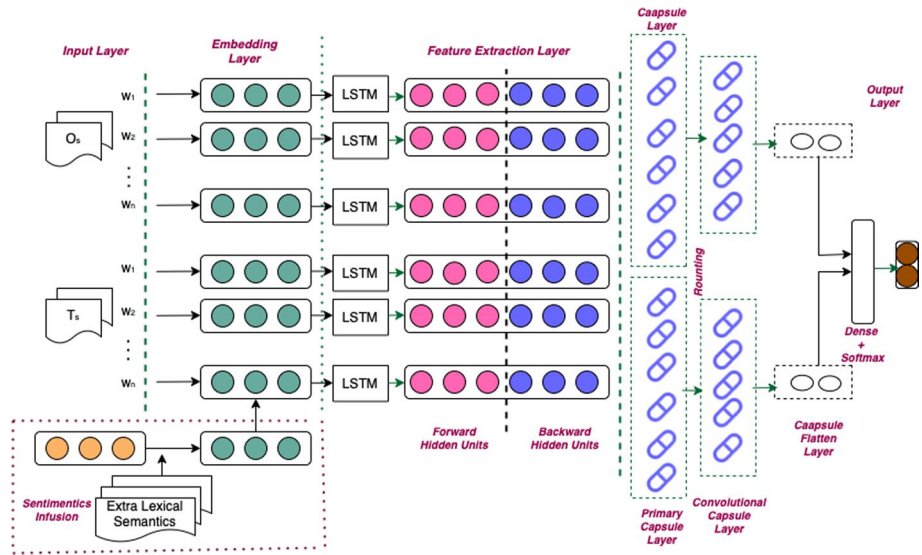 Input Layer
Embedding
Layer
Feature Extraction Layer
Caapsule
Layer
Output
Layer
Os
W1
W2
Wn
LSTM
LSTM
LSTM
Ts
W1
W2
Wn
LSTM
LSTM
LSTM
Rounting
Dense
+
Softmax
Forward
Hidden Units
Backward
Hidden Units
Caapsule
Flatten
Layer
Sentimentics
Infusion
Extra Lexical
Semantics
Primary
Capsule
Layer
Convolutional
Capsule
Layer